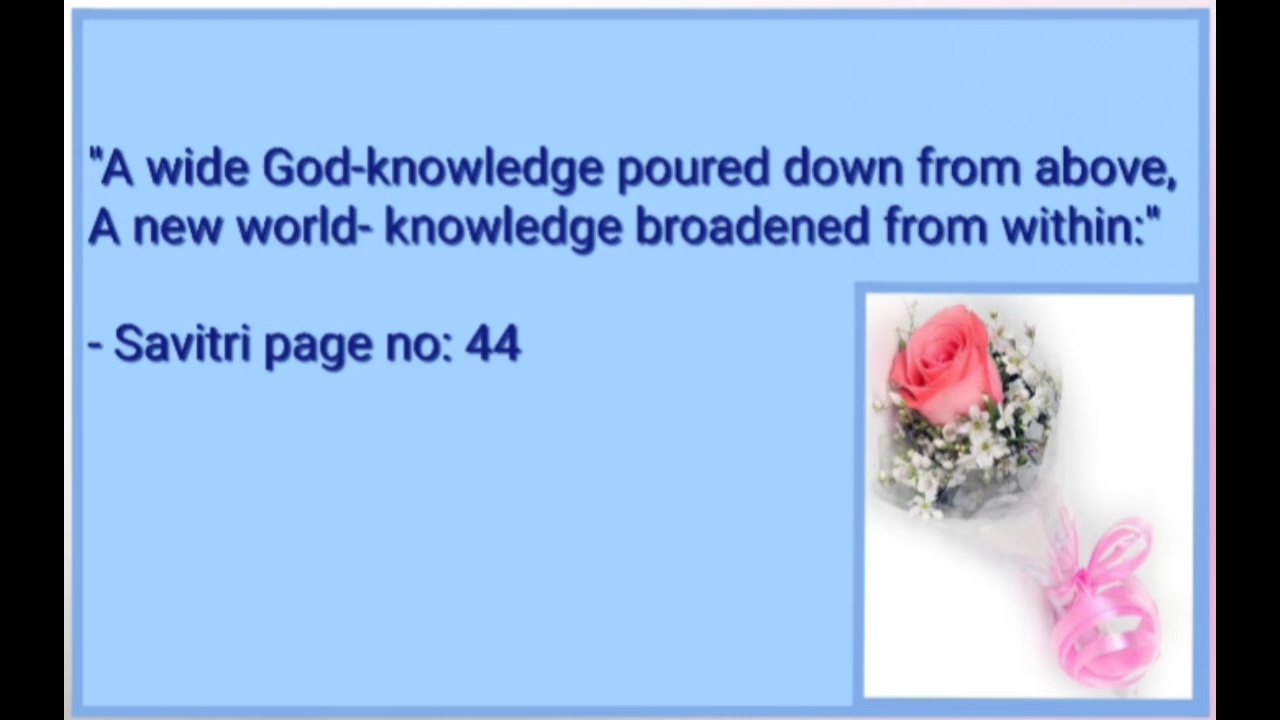 "A wide God-knowledge poured down from above,
A new world- knowledge broadened from within:"
- Savitri page no: 44